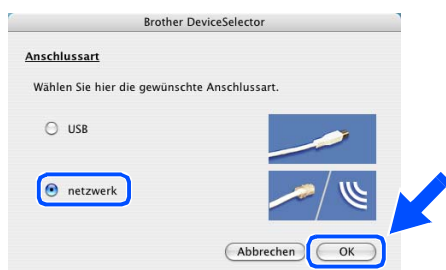 Brother DeviceSelector
Anschlussart
Wählen Sie hier die gewünschte Anschlussart.
USB
netzwerk
Abbrechen OK